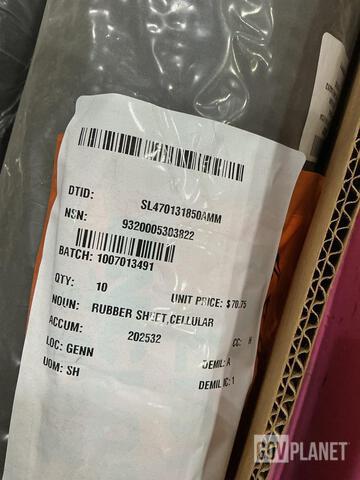 DTID: SL470131850AMM
NSN: 9320005303822
BATCH: 1007013491
QTY: 10 UNIT PRICE: $70.75
NOUN: RUBBER SHEET,CELLULAR
ACCUM: 202532 CC: H
LOC: GENN DEMIL: A
UOM: SH DEMIL IC: 1
GOVPLANET